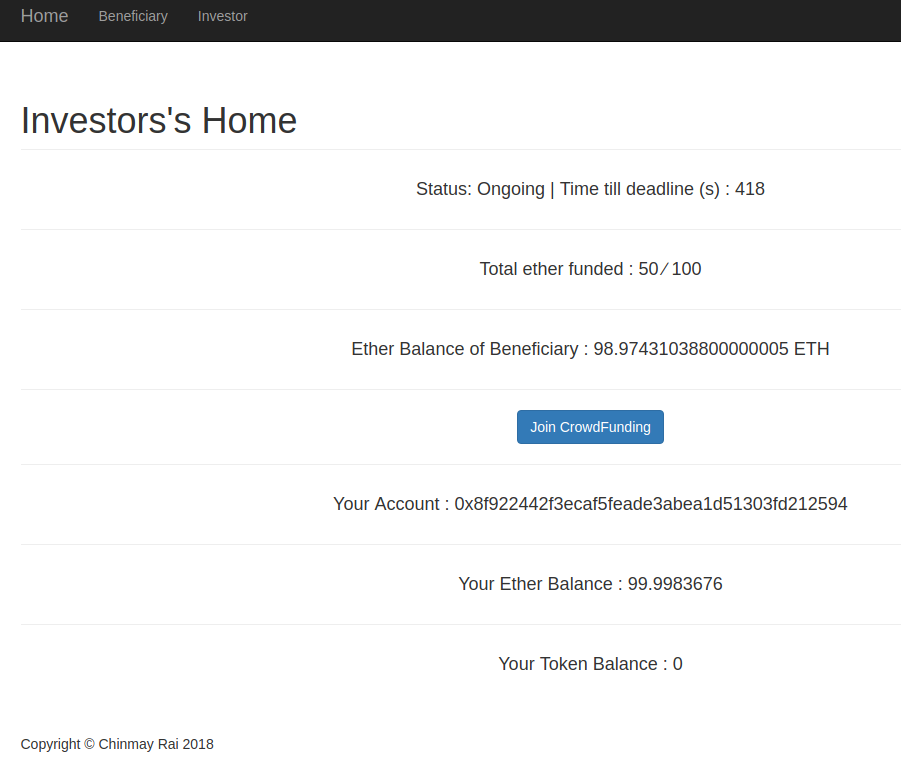 Home Beneficiary Investor
Investors's Home
Status: Ongoing | Time till deadline (s) : 418
Total ether funded : 50 ⁄ 100
Ether Balance of Beneficiary : 98.97431038800000005 ETH
Join CrowdFunding
Your Account : 0x8f922442f3ecaf5feade3abea1d51303fd212594
Your Ether Balance : 99.9983676
Your Token Balance : 0
Copyright © Chinmay Rai 2018